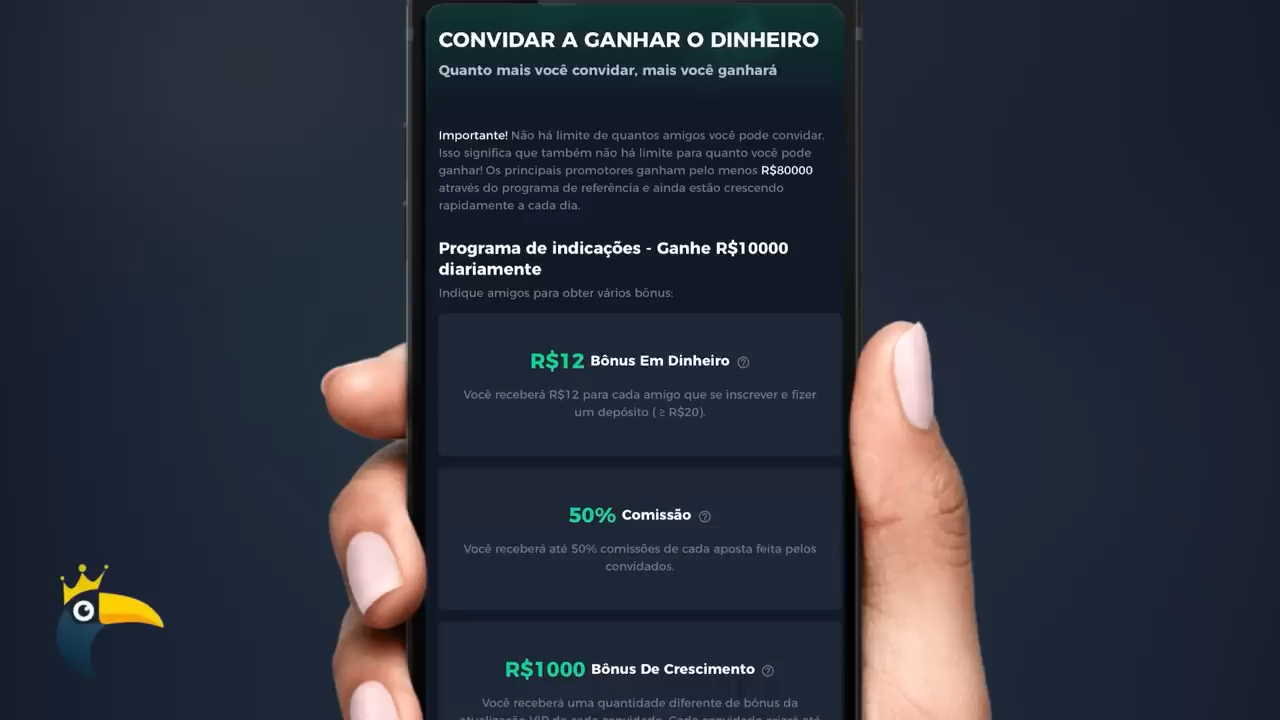 CONVIDAR A GANHAR O DINHEIRO
Quanto mais você convidar, mais você ganhará
Importante! Não há limite de quantos amigos você pode convidar.
Isso significa que também não há limite para quanto você pode
ganhar! Os principais promotores ganham pelo menos R$80000
através do programa de referência e ainda estão crescendo
rapidamente a cada dia.
Programa de indicações - Ganhe R$10000
diariamente
Indique amigos para obter vários bônus:
R$12 Bônus Em Dinheiro
Você receberá R$12 para cada amigo que se inscrever e fizer
um depósito ( ≥ R$20).
50% Comissão
Você receberá até 50% comissões de cada aposta feita pelos
convidados.
R$1000 Bônus De Crescimento
Você receberá uma quantidade diferente de bônus da